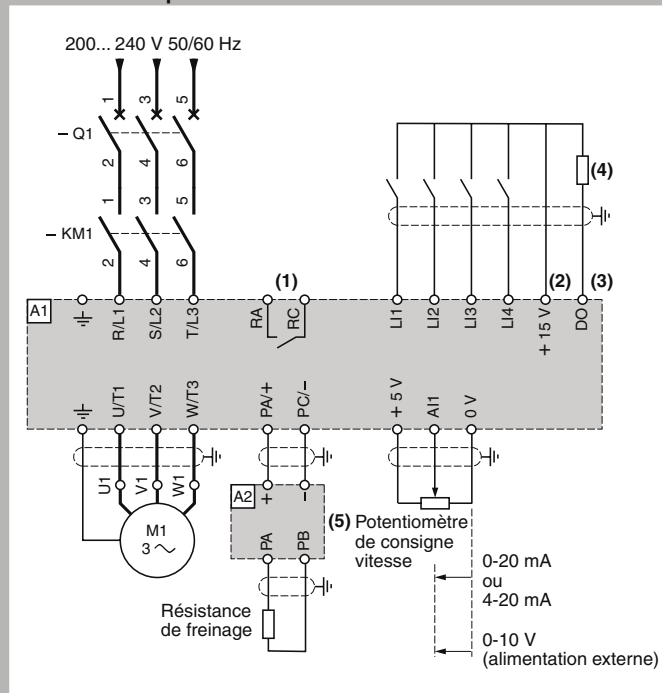 200... 240 V 50/60 Hz
1 3 5
– Q1
2 4 6
1 3 5
– KM1
2 4 6
(4)
(1) (2) (3)
A1
R/L1 S/L2 T/L3 RA RC LI1 LI2 LI3 LI4 + 15 V DO
U/T1 V/T2 W/T3 PA/+ PC/– + 5 V AI1 0 V
U1 V1 W1
M1
3 ~
A2 + –
PA PB
(5) Potentiomètre
de consigne
vitesse
Résistance
de freinage
0-20 mA
ou
4-20 mA
0-10 V
(alimentation externe)